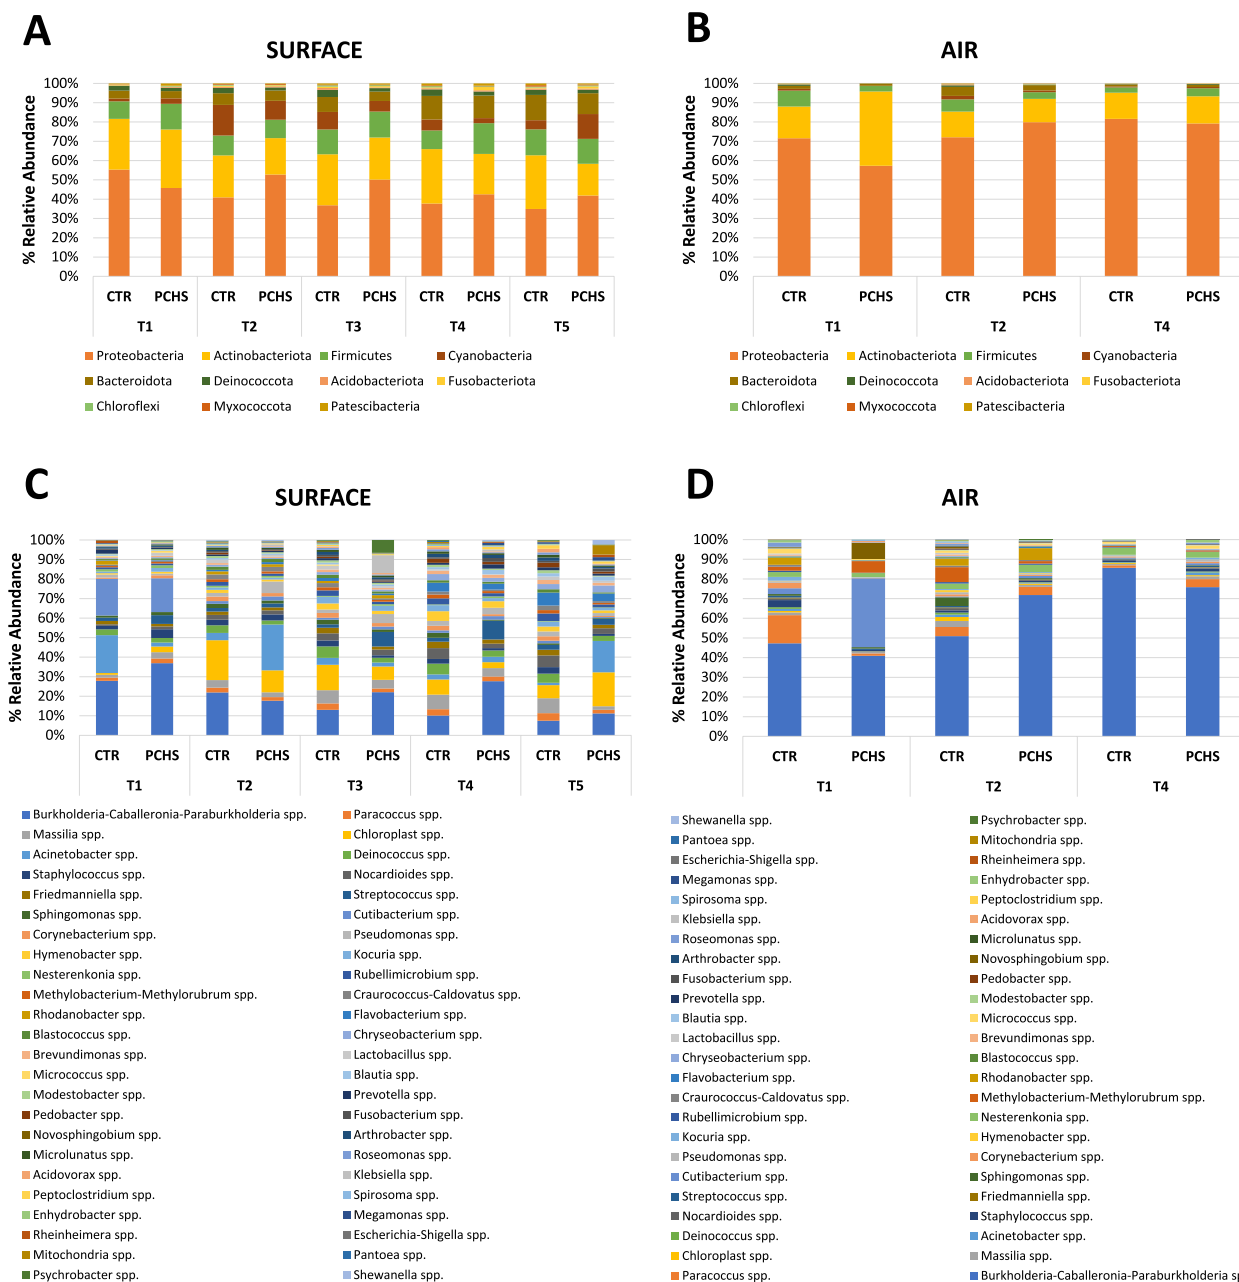 A
SURFACE
% Relative Abundance
100%
90%
80%
70%
60%
50%
40%
30%
20%
10%
0%
CTR PCHS CTR PCHS CTR PCHS CTR PCHS CTR PCHS
T1 T2 T3 T4 T5
Proteobacteria Actinobacteriota Firmicutes Cyanobacteria
Bacteroidota Deinococcota Acidobacteriota Fusobacteriota
Chloroflexi Myxococcota Patescibacteria
B
AIR
% Relative Abundance
100%
90%
80%
70%
60%
50%
40%
30%
20%
10%
0%
CTR PCHS CTR PCHS CTR PCHS
T1 T2 T4
Proteobacteria Actinobacteriota Firmicutes Cyanobacteria
Bacteroidota Deinococcota Acidobacteriota Fusobacteriota
Chloroflexi Myxococcota Patescibacteria
C
SURFACE
% Relative Abundance
100%
90%
80%
70%
60%
50%
40%
30%
20%
10%
0%
CTR PCHS CTR PCHS CTR PCHS CTR PCHS CTR PCHS
T1 T2 T3 T4 T5
Burkholderia-Caballeronia-Paraburkholderia spp. Paracoccus spp.
Massilia spp. Chloroplast spp.
Acinetobacter spp. Deinococcus spp.
Staphylococcus spp. Nocardioides spp.
Friedmanniella spp. Streptococcus spp.
Sphingomonas spp. Cutibacterium spp.
Corynebacterium spp. Pseudomonas spp.
Hymenobacter spp. Kocuria spp.
Nesterenkonia spp. Rubellimicrobium spp.
Methylobacterium-Methylorubrum spp. Craurococcus-Caldovatus spp.
Rhodanobacter spp. Flavobacterium spp.
Blastococcus spp. Chryseobacterium spp.
Brevundimonas spp. Lactobacillus spp.
Micrococcus spp. Blautia spp.
Modestobacter spp. Prevotella spp.
Pedobacter spp. Fusobacterium spp.
Novosphingobium spp. Arthrobacter spp.
Microlunatus spp. Roseomonas spp.
Acidovorax spp. Klebsiella spp.
Peptoclostridium spp. Spirosoma spp.
Enhydrobacter spp. Megamonas spp.
Rheinheimera spp. Escherichia-Shigella spp.
Mitochondria spp. Pantoea spp.
Psychrobacter spp. Shewanella spp.
D
AIR
% Relative Abundance
100%
90%
80%
70%
60%
50%
40%
30%
20%
10%
0%
CTR PCHS CTR PCHS CTR PCHS
T1 T2 T4
Shewanella spp. Psychrobacter spp.
Pantoea spp. Mitochondria spp.
Escherichia-Shigella spp. Rheinheimera spp.
Megamonas spp. Enhydrobacter spp.
Spirosoma spp. Peptoclostridium spp.
Klebsiella spp. Acidovorax spp.
Roseomonas spp. Microlunatus spp.
Arthrobacter spp. Novosphingobium spp.
Fusobacterium spp. Pedobacter spp.
Prevotella spp. Modestobacter spp.
Blautia spp. Micrococcus spp.
Lactobacillus spp. Brevundimonas spp.
Chryseobacterium spp. Blastococcus spp.
Flavobacterium spp. Rhodanobacter spp.
Craurococcus-Caldovatus spp. Methylobacterium-Methylorubrum spp.
Rubellimicrobium spp. Nesterenkonia spp.
Kocuria spp. Hymenobacter spp.
Pseudomonas spp. Corynebacterium spp.
Cutibacterium spp. Sphingomonas spp.
Streptococcus spp. Friedmanniella spp.
Nocardioides spp. Staphylococcus spp.
Deinococcus spp. Acinetobacter spp.
Chloroplast spp. Massilia spp.
Paracoccus spp. Burkholderia-Caballeronia-Paraburkholderia